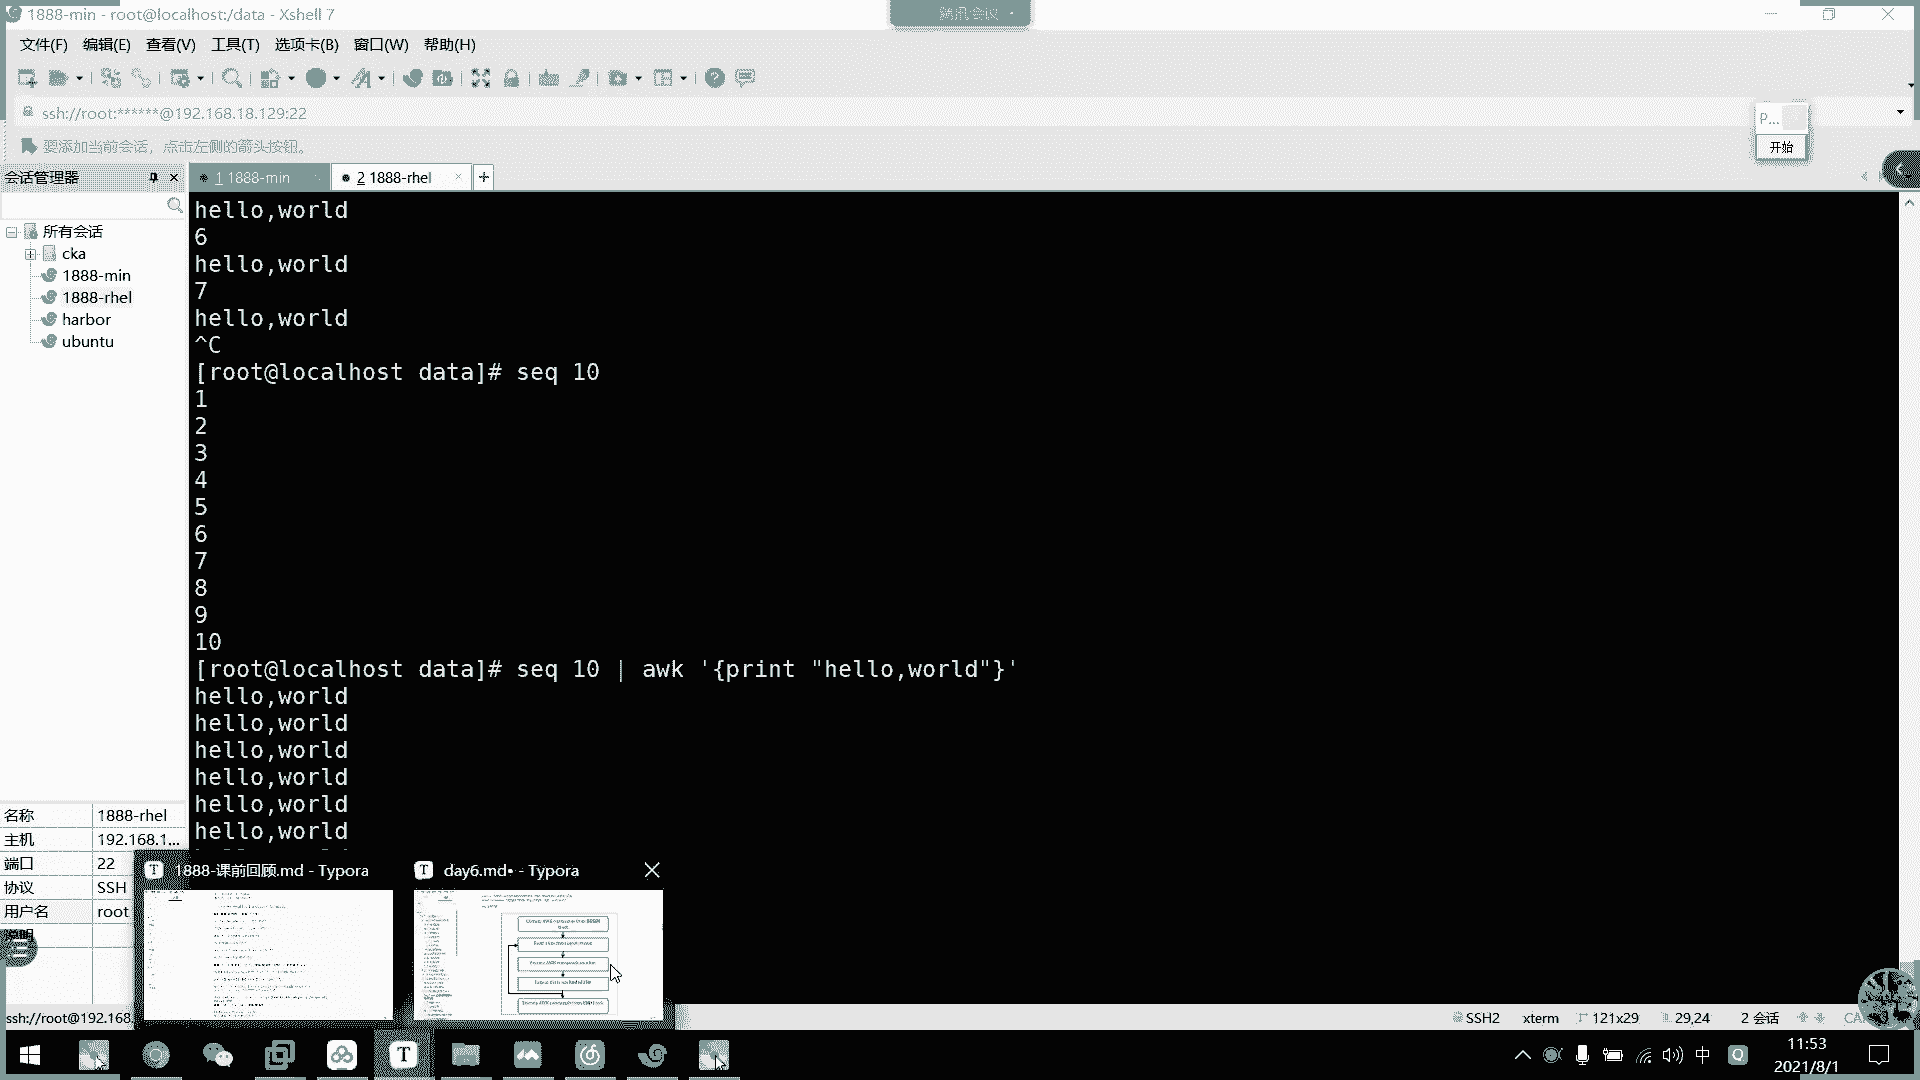 1888-min - root@localhost:/data - Xshell 7
腾讯会议
文件(F) 编辑(E) 查看(V) 工具(T) 选项卡(B) 窗口(W) 帮助(H)
ssh://root:******@192.168.18.129:22
P...
要添加当前会话，点击左侧的箭头按钮。
开始
会话管理器
1 1888-min
2 1888-rhel
所有会话
cka
1888-min
1888-rhel
harbor
ubuntu
hello,world
6
hello,world
7
hello,world
^C
[root@localhost data]# seq 10
1
2
3
4
5
6
7
8
9
10
[root@localhost data]# seq 10 | awk '{print "hello,world"}'
hello,world
hello,world
hello,world
hello,world
hello,world
hello,world
名称 1888-rhel
主机 192.168.1...
端口 22
协议 SSH
用户名 root
说明
1888-课前回顾.md - Typora
day6.md• - Typora
ssh://root@192.168.
SSH2 xterm 121x29 29,24 2 会话
中
11:53
2021/8/1